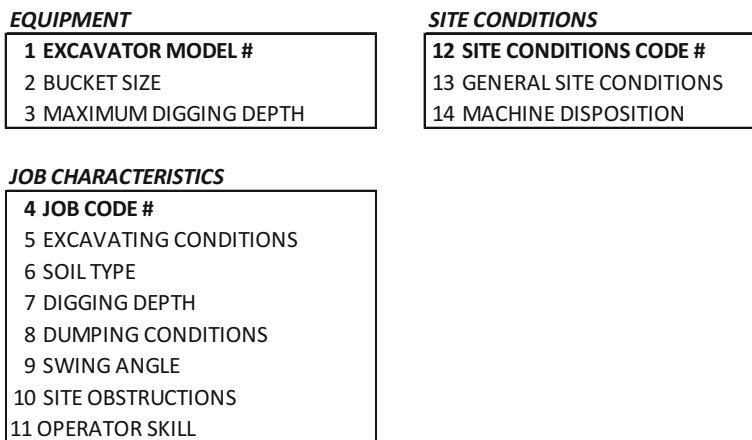 EQUIPMENT
1 EXCAVATOR MODEL #
2 BUCKET SIZE
3 MAXIMUM DIGGING DEPTH
SITE CONDITIONS
12 SITE CONDITIONS CODE #
13 GENERAL SITE CONDITIONS
14 MACHINE DISPOSITION
JOB CHARACTERISTICS
4 JOB CODE #
5 EXCAVATING CONDITIONS
6 SOIL TYPE
7 DIGGING DEPTH
8 DUMPING CONDITIONS
9 SWING ANGLE
10 SITE OBSTRUCTIONS
11 OPERATOR SKILL